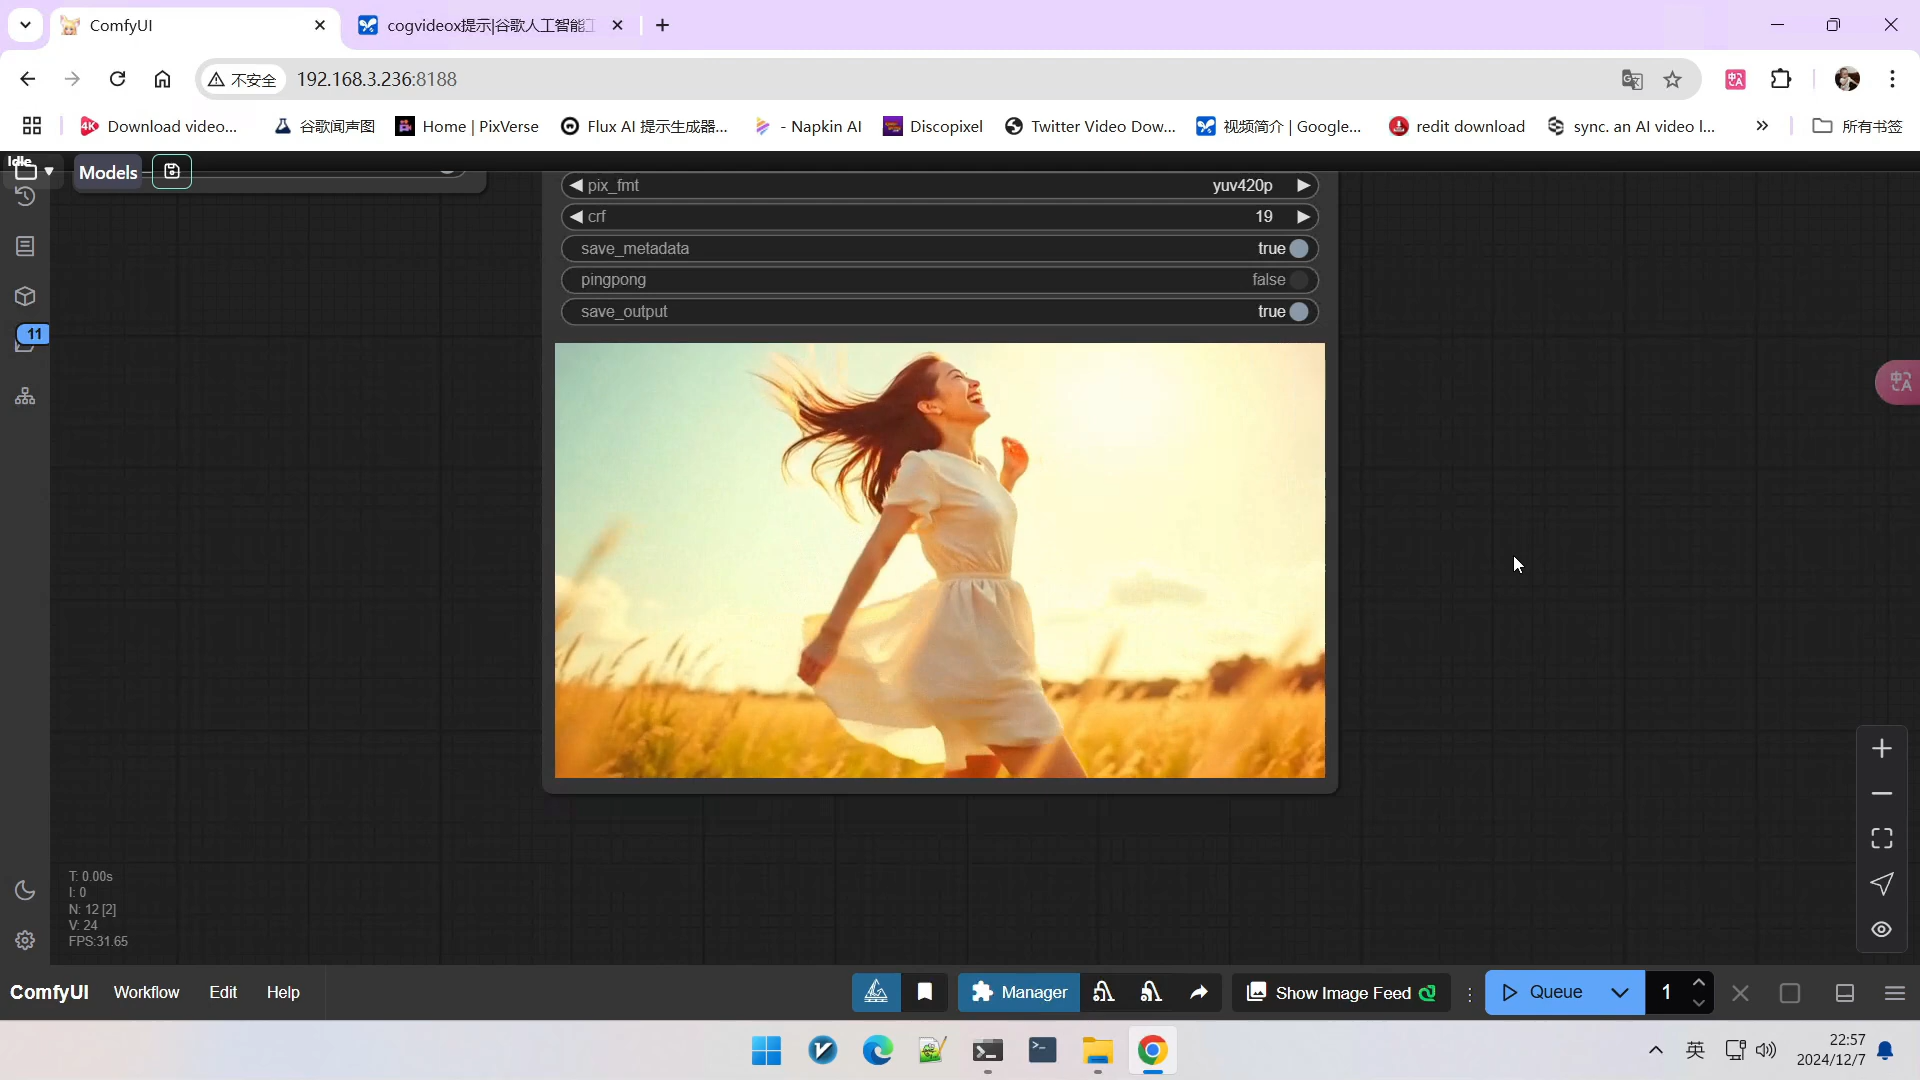 ComfyUI
cogvideox提示|谷歌人工智能
不安全
192.168.3.236:8188
Download video...
谷歌闻声图
Home | PixVerse
Flux AI 提示生成器...
- Napkin AI
Discopixel
Twitter Video Dow...
视频简介 | Google...
redit download
sync. an AI video l...
»
所有书签
Idle
Models
pix_fmt yuv420p
crf 19
save_metadata true
pingpong false
save_output true
11
T: 0.00s
I: 0
N: 12 [2]
V: 24
FPS:31.65
ComfyUI
Workflow
Edit
Help
Manager
Show Image Feed
Queue
1
英
22:57
2024/12/7